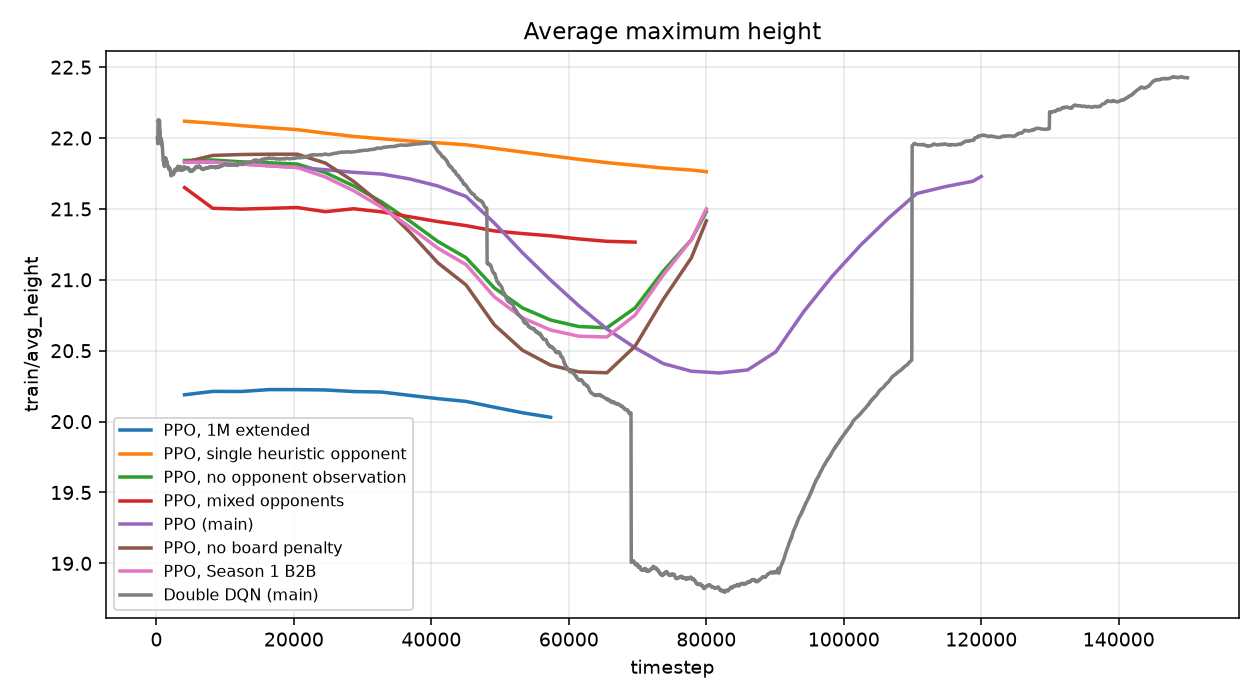 Average maximum height
train/avg_height
22.5
22.0
21.5
21.0
20.5
20.0
19.5
19.0
PPO, 1M extended
PPO, single heuristic opponent
PPO, no opponent observation
PPO, mixed opponents
PPO (main)
PPO, no board penalty
PPO, Season 1 B2B
Double DQN (main)
0 20000 40000 60000 80000 100000 120000 140000
timestep